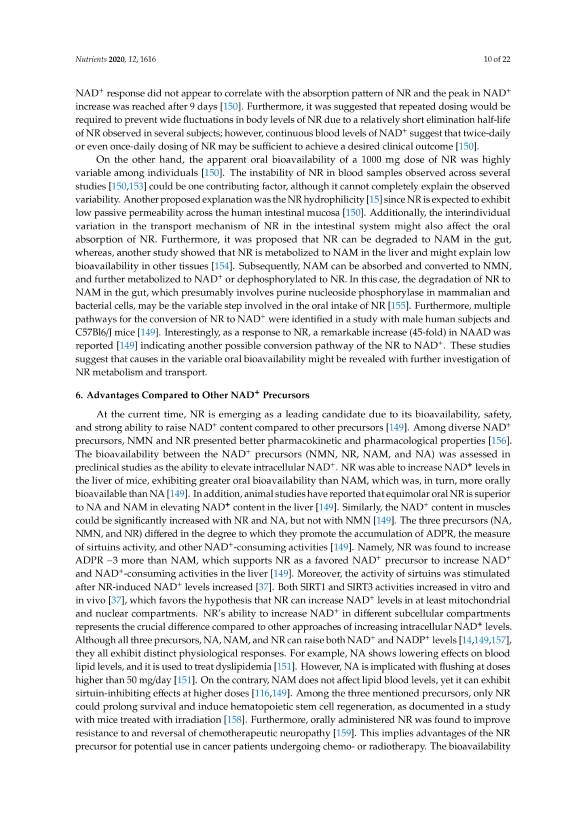 Nutrients 2020, 12, 1616
10 of 22
NAD+ response did not appear to correlate with the absorption pattern of NR and the peak in NAD+
increase was reached after 9 days [150]. Furthermore, it was suggested that repeated dosing would be
required to prevent wide fluctuations in body levels of NR due to a relatively short elimination half-life
of NR observed in several subjects; however, continuous blood levels of NAD+ suggest that twice-daily
or even once-daily dosing of NR may be sufficient to achieve a desired clinical outcome [150].
On the other hand, the apparent oral bioavailability of a 1000 mg dose of NR was highly
variable among individuals [150]. The instability of NR in blood samples observed across several
studies [150,153] could be one contributing factor, although it cannot completely explain the observed
variability. Another proposed explanation was the NR hydrophilicity [15] since NR is expected to exhibit
low passive permeability across the human intestinal mucosa [150]. Additionally, the interindividual
variation in the transport mechanism of NR in the intestinal system might also affect the oral
absorption of NR. Furthermore, it was proposed that NR can be degraded to NAM in the gut,
whereas, another study showed that NR is metabolized to NAM in the liver and might explain low
bioavailability in other tissues [154]. Subsequently, NAM can be absorbed and converted to NMN,
and further metabolized to NAD+ or dephosphorylated to NR. In this case, the degradation of NR to
NAM in the gut, which presumably involves purine nucleoside phosphorylase in mammalian and
bacterial cells, may be the variable step involved in the oral intake of NR [155]. Furthermore, multiple
pathways for the conversion of NR to NAD+ were identified in a study with male human subjects and
C57Bl6/J mice [149]. Interestingly, as a response to NR, a remarkable increase (45-fold) in NAAD was
reported [149] indicating another possible conversion pathway of the NR to NAD+. These studies
suggest that causes in the variable oral bioavailability might be revealed with further investigation of
NR metabolism and transport.
6. Advantages Compared to Other NAD+ Precursors
At the current time, NR is emerging as a leading candidate due to its bioavailability, safety,
and strong ability to raise NAD+ content compared to other precursors [149]. Among diverse NAD+
precursors, NMN and NR presented better pharmacokinetic and pharmacological properties [156].
The bioavailability between the NAD+ precursors (NMN, NR, NAM, and NA) was assessed in
preclinical studies as the ability to elevate intracellular NAD+. NR was able to increase NAD+ levels in
the liver of mice, exhibiting greater oral bioavailability than NAM, which was, in turn, more orally
bioavailable than NA [149]. In addition, animal studies have reported that equimolar oral NR is superior
to NA and NAM in elevating NAD+ content in the liver [149]. Similarly, the NAD+ content in muscles
could be significantly increased with NR and NA, but not with NMN [149]. The three precursors (NA,
NMN, and NR) differed in the degree to which they promote the accumulation of ADPR, the measure
of sirtuins activity, and other NAD+-consuming activities [149]. Namely, NR was found to increase
ADPR ~3 more than NAM, which supports NR as a favored NAD+ precursor to increase NAD+
and NAD+-consuming activities in the liver [149]. Moreover, the activity of sirtuins was stimulated
after NR-induced NAD+ levels increased [37]. Both SIRT1 and SIRT3 activities increased in vitro and
in vivo [37], which favors the hypothesis that NR can increase NAD+ levels in at least mitochondrial
and nuclear compartments. NR's ability to increase NAD+ in different subcellular compartments
represents the crucial difference compared to other approaches of increasing intracellular NAD+ levels.
Although all three precursors, NA, NAM, and NR can raise both NAD+ and NADP+ levels [14,149,157],
they all exhibit distinct physiological responses. For example, NA shows lowering effects on blood
lipid levels, and it is used to treat dyslipidemia [151]. However, NA is implicated with flushing at doses
higher than 50 mg/day [151]. On the contrary, NAM does not affect lipid blood levels, yet it can exhibit
sirtuin-inhibiting effects at higher doses [116,149]. Among the three mentioned precursors, only NR
could prolong survival and induce hematopoietic stem cell regeneration, as documented in a study
with mice treated with irradiation [158]. Furthermore, orally administered NR was found to improve
resistance to and reversal of chemotherapeutic neuropathy [159]. This implies advantages of the NR
precursor for potential use in cancer patients undergoing chemo- or radiotherapy. The bioavailability